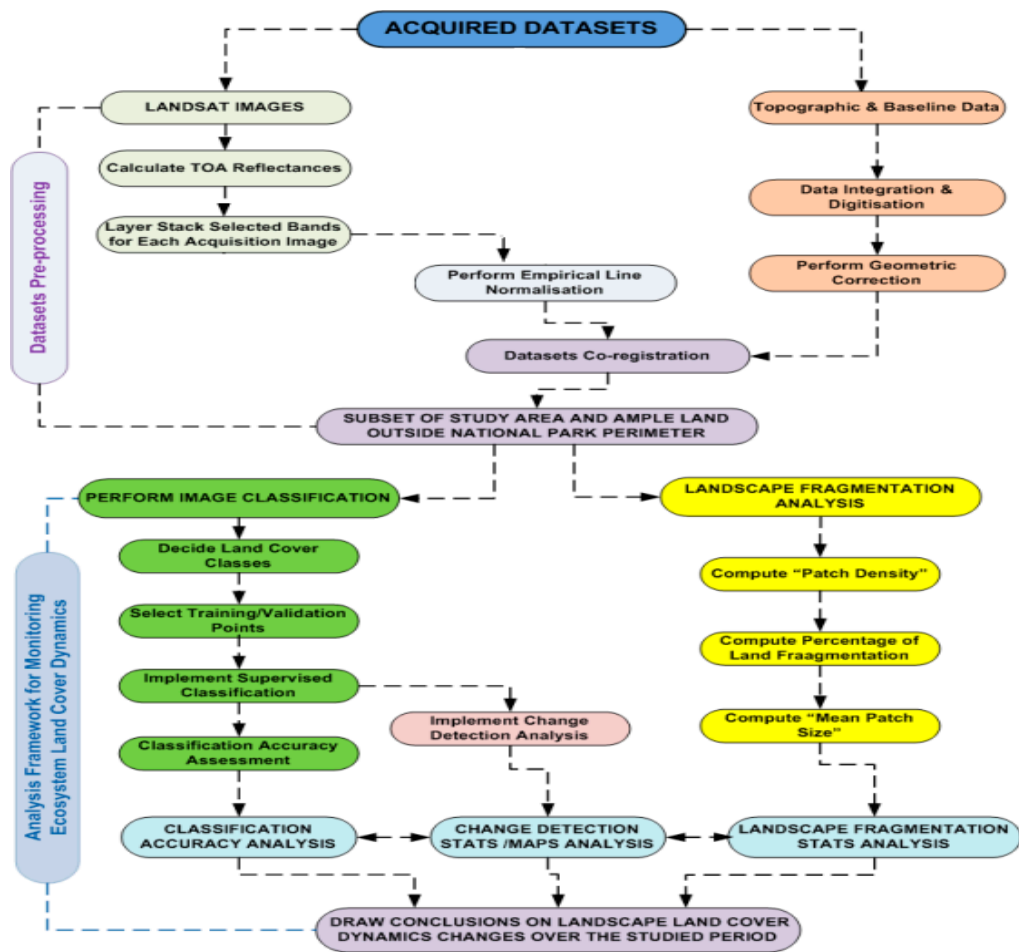 ACQUIRED DATASETS
LANDSAT IMAGES
Topographic & Baseline Data
Calculate TOA Reflectances
Data Integration &
Digitisation
Layer Stack Selected Bands
for Each Acquisition Image
Perform Empirical Line
Normalisation
Perform Geometric
Correction
Datasets Co-registration
Datasets Pre-processing
SUBSET OF STUDY AREA AND AMPLE LAND
OUTSIDE NATIONAL PARK PERIMETER
PERFORM IMAGE CLASSIFICATION
LANDSCAPE FRAGMENTATION
ANALYSIS
Decide Land Cover
Classes
Compute “Patch Density”
Select Training/Validation
Points
Compute Percentage of
Land Fraagmentation
Implement Supervised
Classification
Implement Change
Detection Analysis
Compute “Mean Patch
Size”
Classification Accuracy
Assessment
Analysis Framework for Monitoring
Ecosystem Land Cover Dynamics
CLASSIFICATION
ACCURACY ANALYSIS
CHANGE DETECTION
STATS /MAPS ANALYSIS
LANDSCAPE FRAGMENTATION
STATS ANALYSIS
DRAW CONCLUSIONS ON LANDSCAPE LAND COVER
DYNAMICS CHANGES OVER THE STUDIED PERIOD